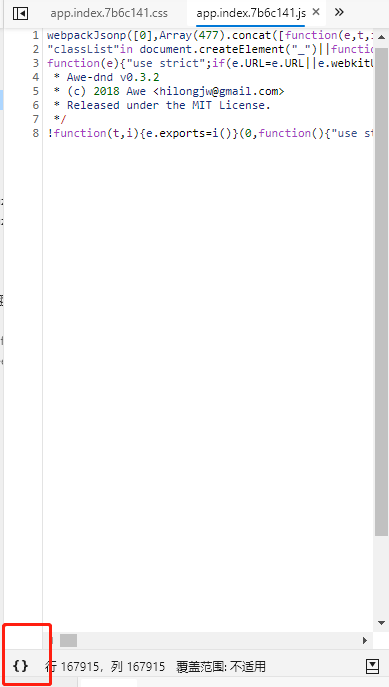 app.index.7b6c141.css app.index.7b6c141.js × »
1 webpackJsonp([0],Array(477).concat([function(e,t,i
2 "classList"in document.createElement("_")||functio
3 function(e){"use strict";if(e.URL=e.URL||e.webkitU
4 * Awe-dnd v0.3.2
5 * (c) 2018 Awe <hilongjw@gmail.com>
6 * Released under the MIT License.
7 */
8 !function(t,i){e.exports=i()}(0,function(){"use st
{} 行 167915，列 167915 覆盖范围: 不适用